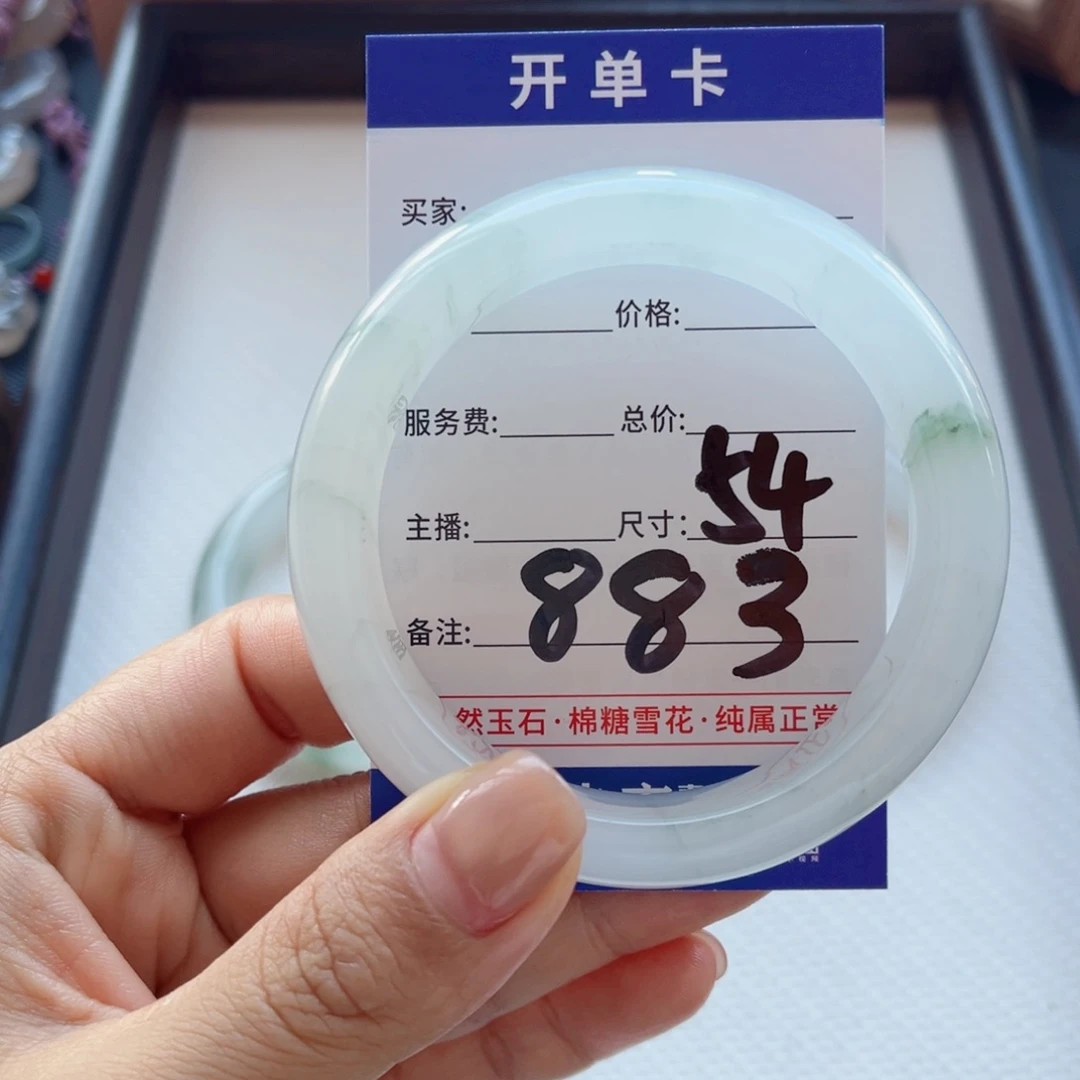 开单卡
买家:
价格:
服务费: 总价:
主播: 尺寸: 54
备注: 883
然玉石·棉糖雪花·纯属正常